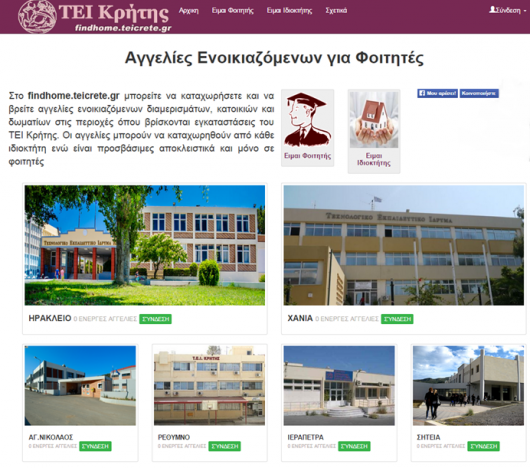 ΤΕΙ Κρήτης
findhome.teicrete.gr
Αρχικη Ειμαι Φοιτητής Ειμαι Ιδιοκτήτης Σχετικά Σύνδεση
Αγγελίες Ενοικιαζόμενων για Φοιτητές
Στο findhome.teicrete.gr μπορείτε να καταχωρήσετε και να
βρείτε αγγελίες ενοικιαζόμενων διαμερισμάτων, κατοικιών και
δωματίων στις περιοχές όπου βρίσκονται εγκαταστάσεις του
ΤΕΙ Κρήτης. Οι αγγελίες μπορούν να καταχωρηθούν από κάθε
ιδιοκτήτη ενώ είναι προσβάσιμες αποκλειστικά και μόνο σε
φοιτητές
Ειμαι Φοιτητής
Ειμαι
Ιδιοκτήτης
Μου αρέσει! Κοινοποιήστε
ΤΕΧΝΟΛΟΓΙΚΟ ΕΚΠΑΙΔΕΥΤΙΚΟ ΙΔΡΥΜΑ
ΤΕΧΝΟΛΟΓΙΚΟ ΕΚΠΑΙΔΕΥΤΙΚΟ ΙΔΡΥΜΑ
ΗΡΑΚΛΕΙΟ 0 ΕΝΕΡΓΕΣ ΑΓΓΕΛΙΕΣ ΣΥΝΔΕΣΗ
ΧΑΝΙΑ 0 ΕΝΕΡΓΕΣ ΑΓΓΕΛΙΕΣ ΣΥΝΔΕΣΗ
Τ.Ε.Ι. ΚΡΗΤΗΣ
ΑΓ.ΝΙΚΟΛΑΟΣ
0 ΕΝΕΡΓΕΣ ΑΓΓΕΛΙΕΣ ΣΥΝΔΕΣΗ
ΡΕΘΥΜΝΟ
0 ΕΝΕΡΓΕΣ ΑΓΓΕΛΙΕΣ ΣΥΝΔΕΣΗ
ΙΕΡΑΠΕΤΡΑ
0 ΕΝΕΡΓΕΣ ΑΓΓΕΛΙΕΣ ΣΥΝΔΕΣΗ
ΣΗΤΕΙΑ
0 ΕΝΕΡΓΕΣ ΑΓΓΕΛΙΕΣ ΣΥΝΔΕΣΗ